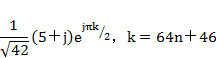 1/√42 (5+j)e^{jπk/2}, k = 64n+46